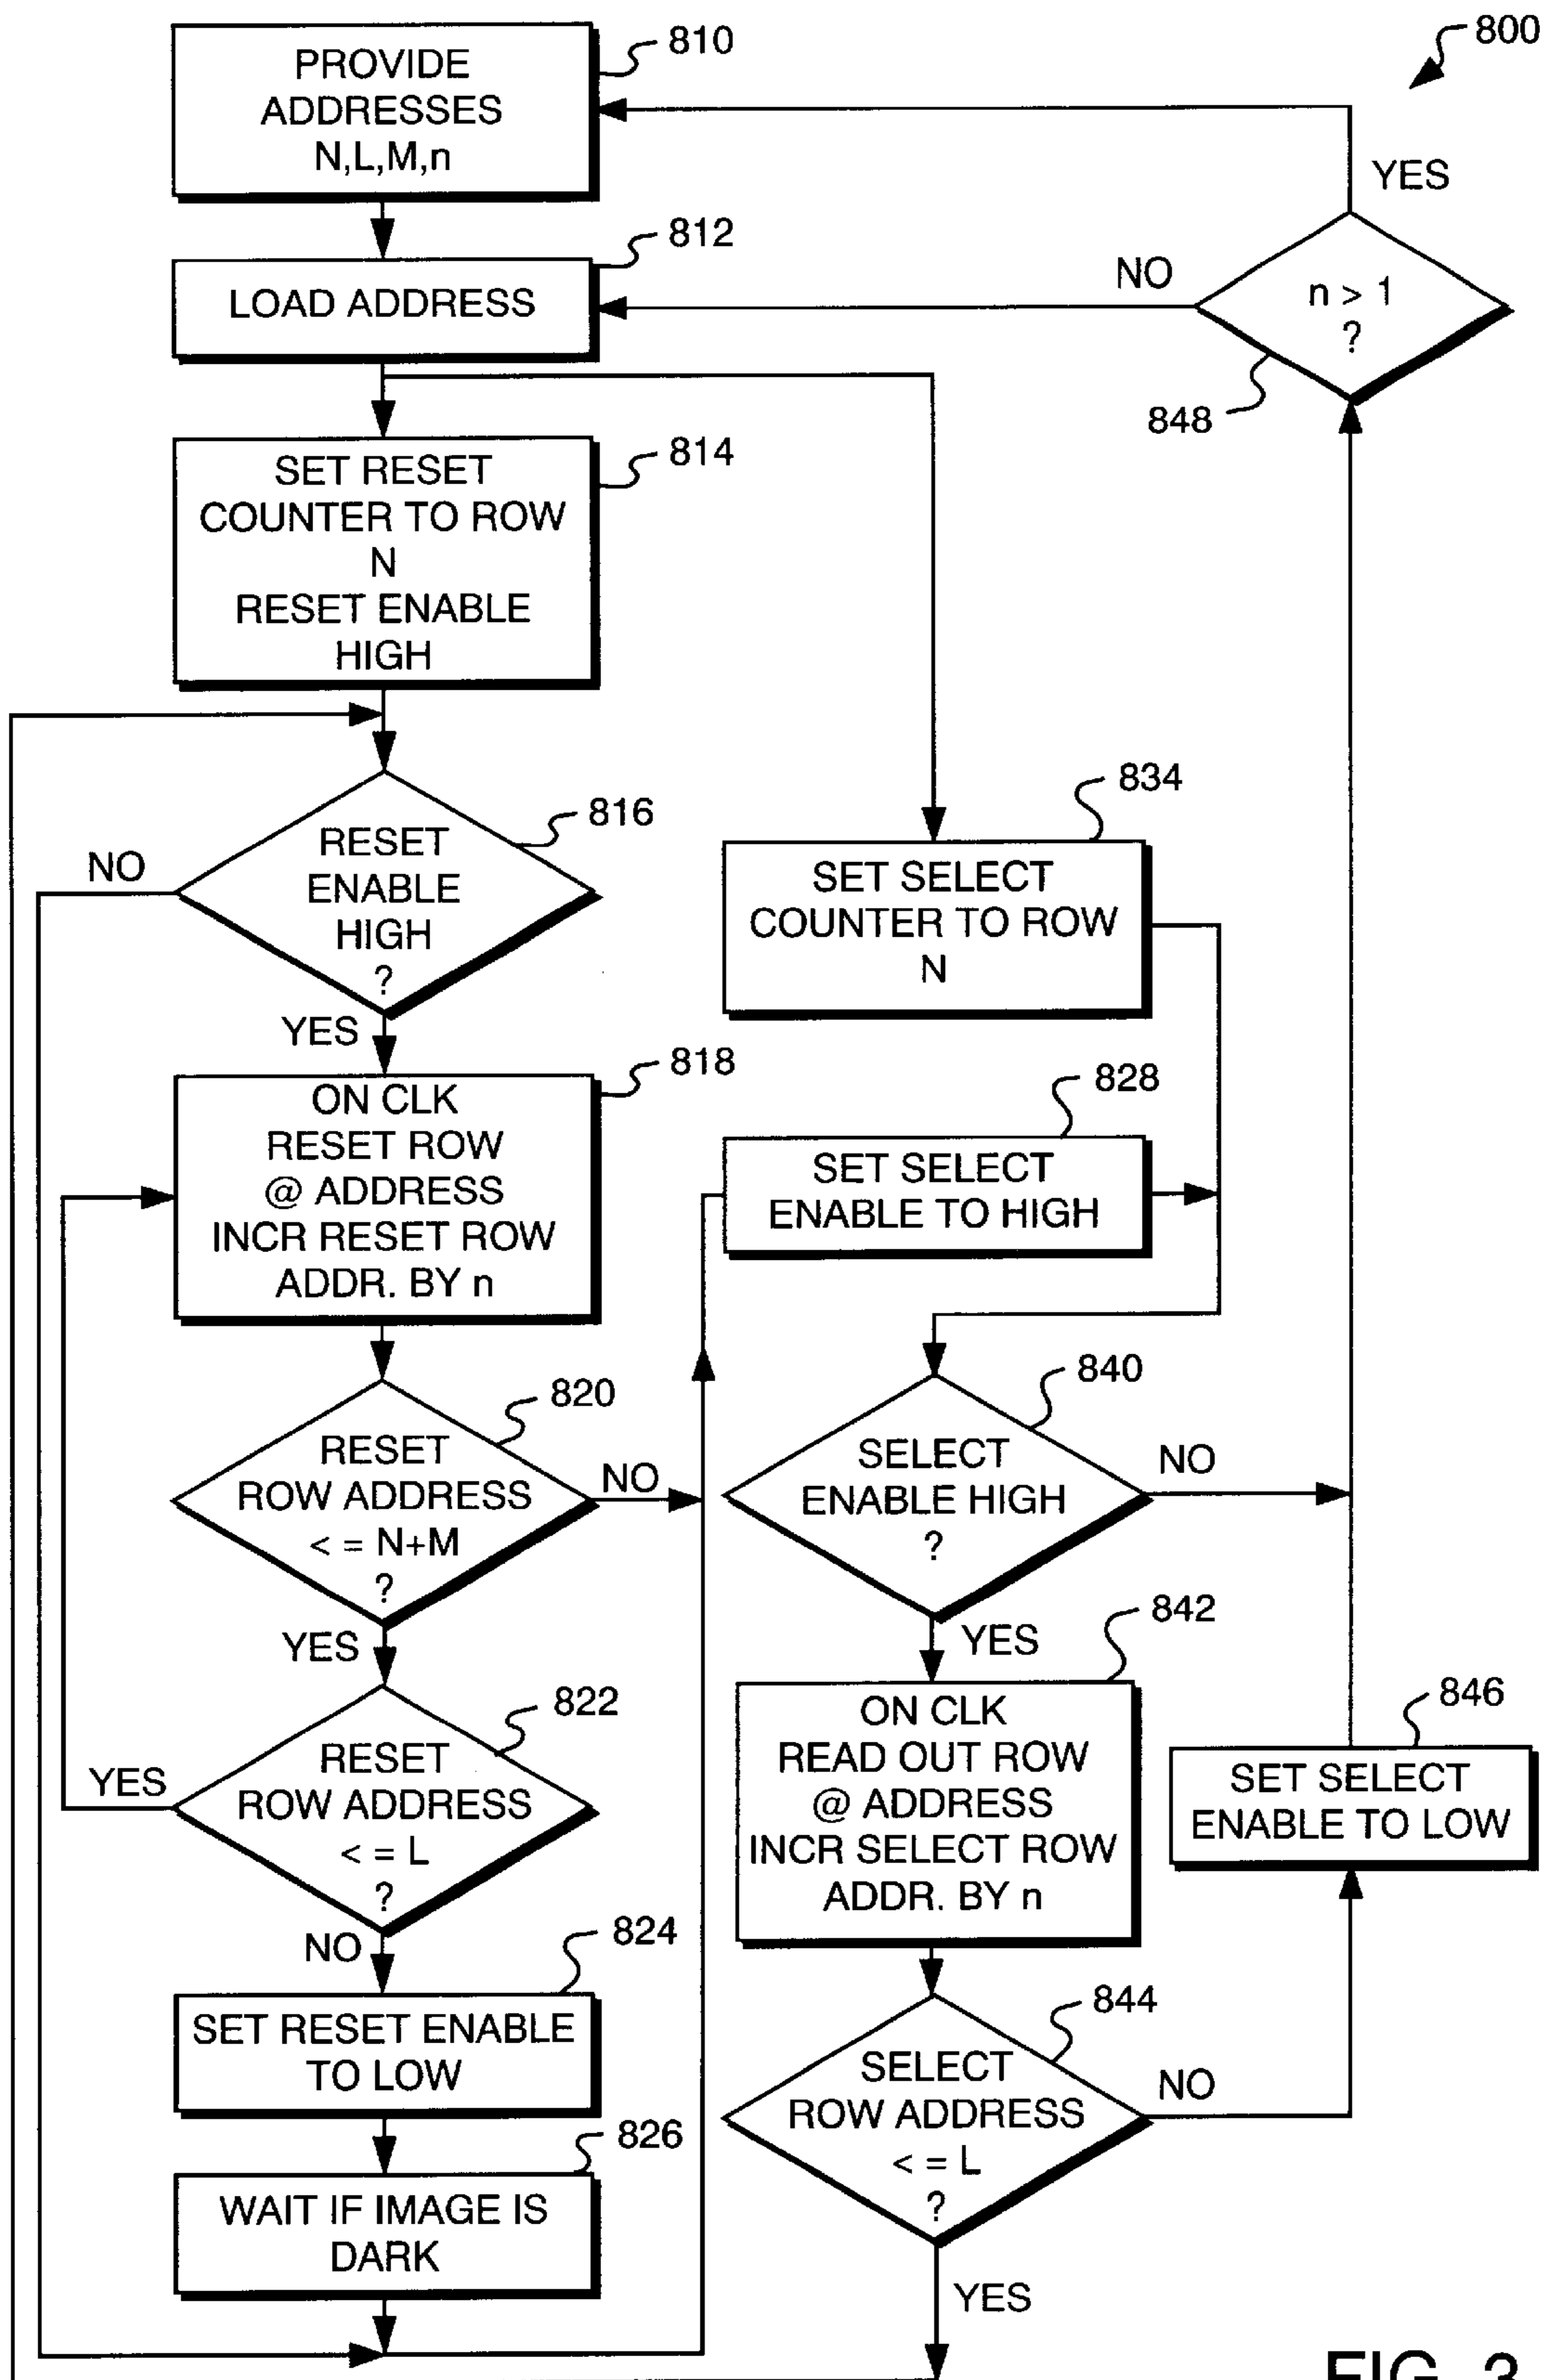 800
PROVIDE
ADDRESSES
N,L,M,n
810
YES
LOAD ADDRESS
812
NO
n > 1
?
848
SET RESET
COUNTER TO ROW
N
RESET ENABLE
HIGH
814
RESET
ENABLE
HIGH
?
816
NO
YES
SET SELECT
COUNTER TO ROW
N
834
ON CLK
RESET ROW
@ ADDRESS
INCR RESET ROW
ADDR. BY n
818
SET SELECT
ENABLE TO HIGH
828
RESET
ROW ADDRESS
< = N+M
?
820
NO
YES
SELECT
ENABLE HIGH
?
840
NO
YES
RESET
ROW ADDRESS
< = L
?
822
YES
NO
ON CLK
READ OUT ROW
@ ADDRESS
INCR SELECT ROW
ADDR. BY n
842
SET SELECT
ENABLE TO LOW
846
SET RESET ENABLE
TO LOW
824
SELECT
ROW ADDRESS
< = L
?
844
NO
YES
WAIT IF IMAGE IS
DARK
826
FIG. 3